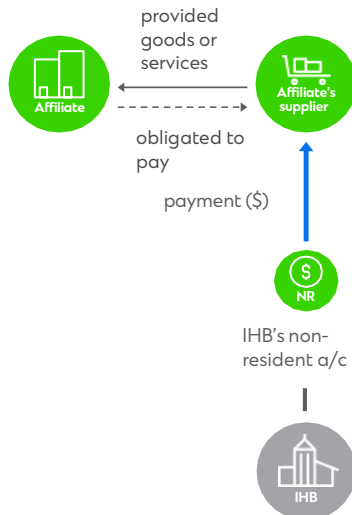 provided
goods or
services
Affiliate
Affiliate's
supplier
obligated to
pay
payment ($)
$
NR
IHB's non-
resident a/c
IHB